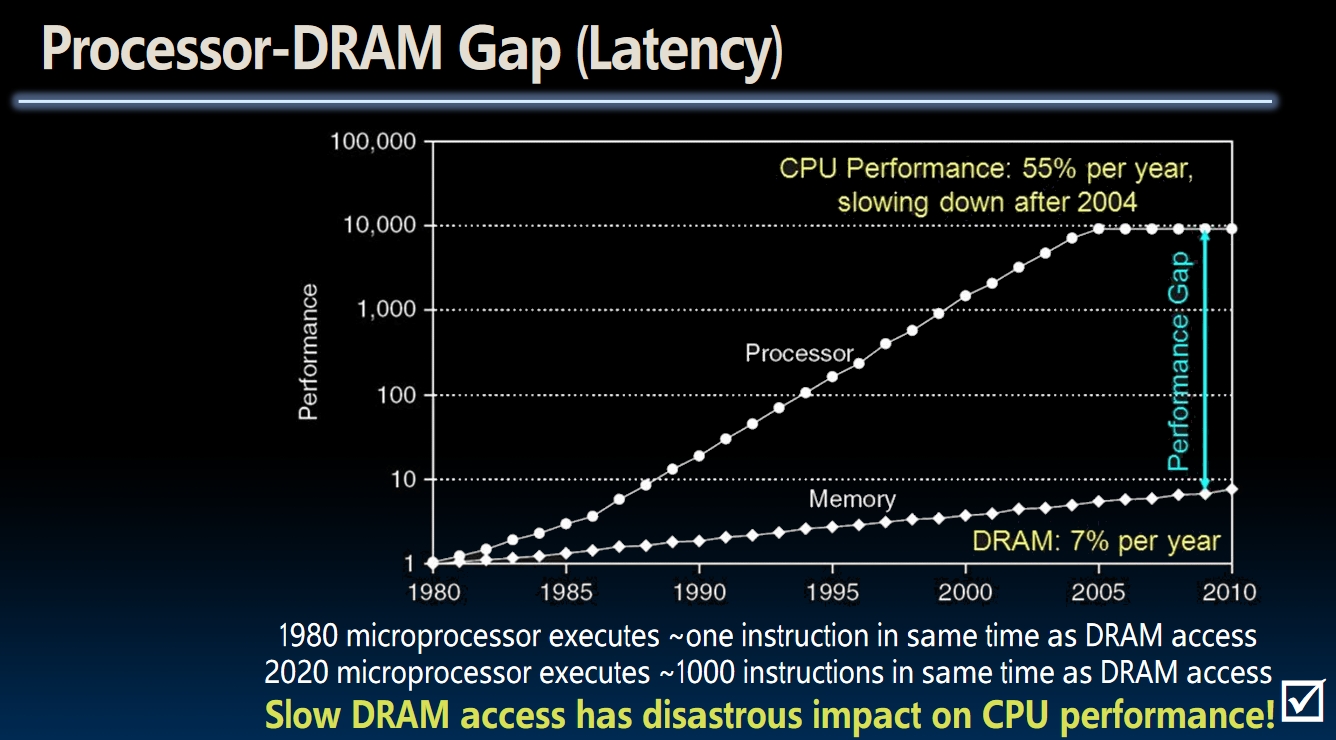 Processor-DRAM Gap (Latency)
100,000
10,000
1,000
100
10
1
Performance
CPU Performance: 55% per year,
slowing down after 2004
Processor
Performance Gap
Memory
DRAM: 7% per year
1980 1985 1990 1995 2000 2005 2010
1980 microprocessor executes ~one instruction in same time as DRAM access
2020 microprocessor executes ~1000 instructions in same time as DRAM access
Slow DRAM access has disastrous impact on CPU performance!